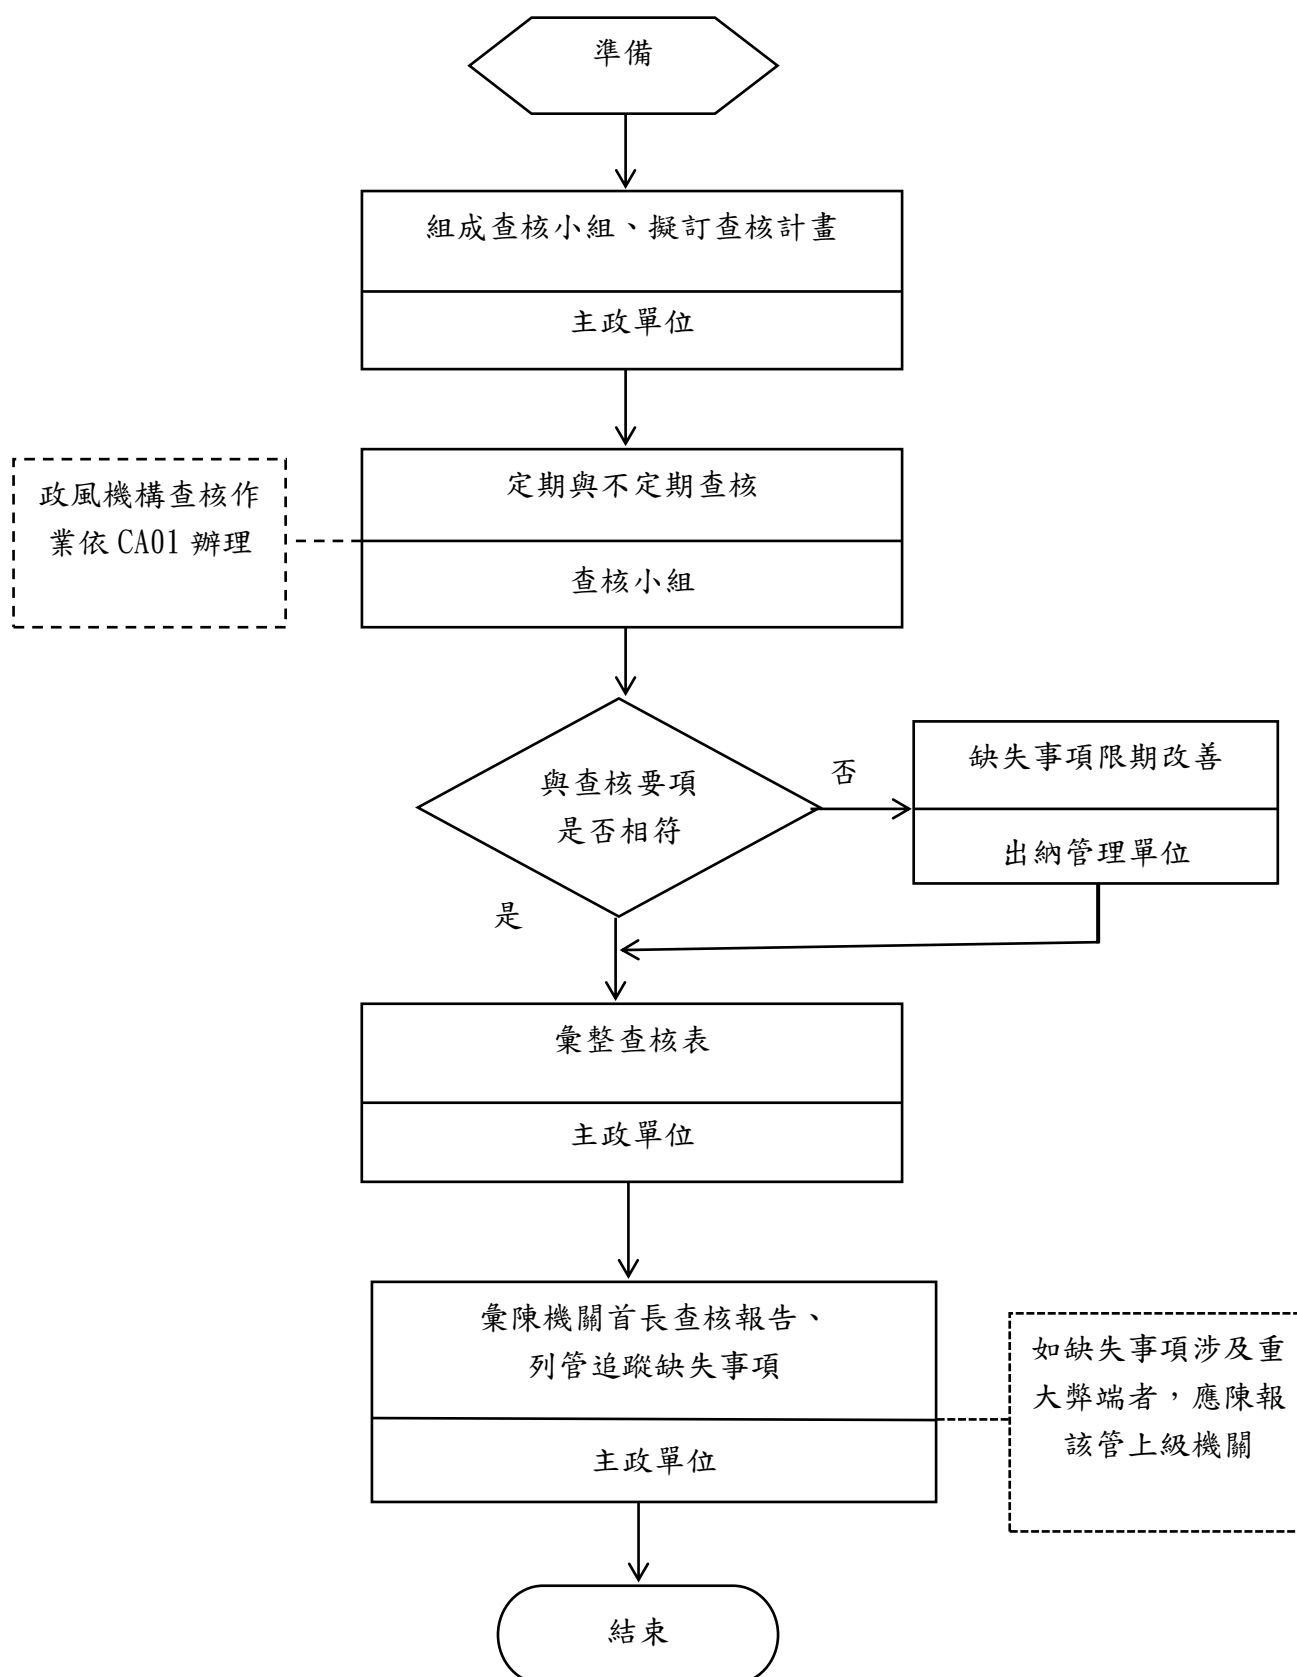 準備
組成查核小組、擬訂查核計畫
主政單位
定期與不定期查核
查核小組
政風機構查核作
業依 CA01 辦理
與查核要項
是否相符
否
缺失事項限期改善
出納管理單位
是
彙整查核表
主政單位
彙陳機關首長查核報告、
列管追蹤缺失事項
主政單位
如缺失事項涉及重
大弊端者，應陳報
該管上級機關
結束